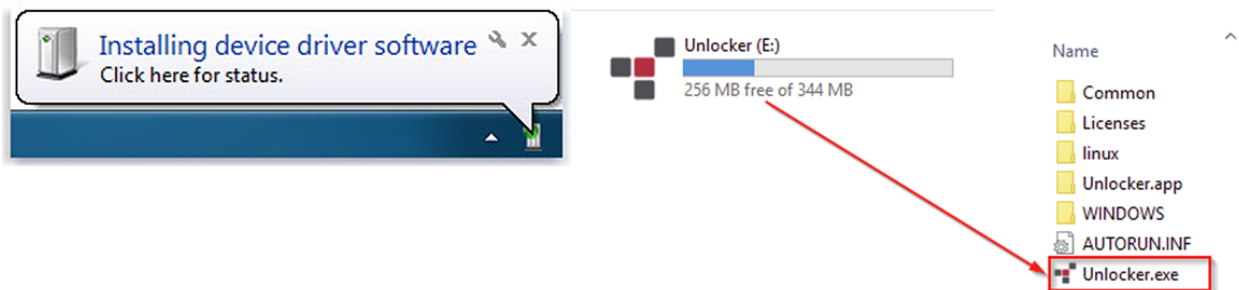 Installing device driver software
Click here for status.
Unlocker (E:)
256 MB free of 344 MB
Name
Common
Licenses
linux
Unlocker.app
WINDOWS
AUTORUN.INF
Unlocker.exe